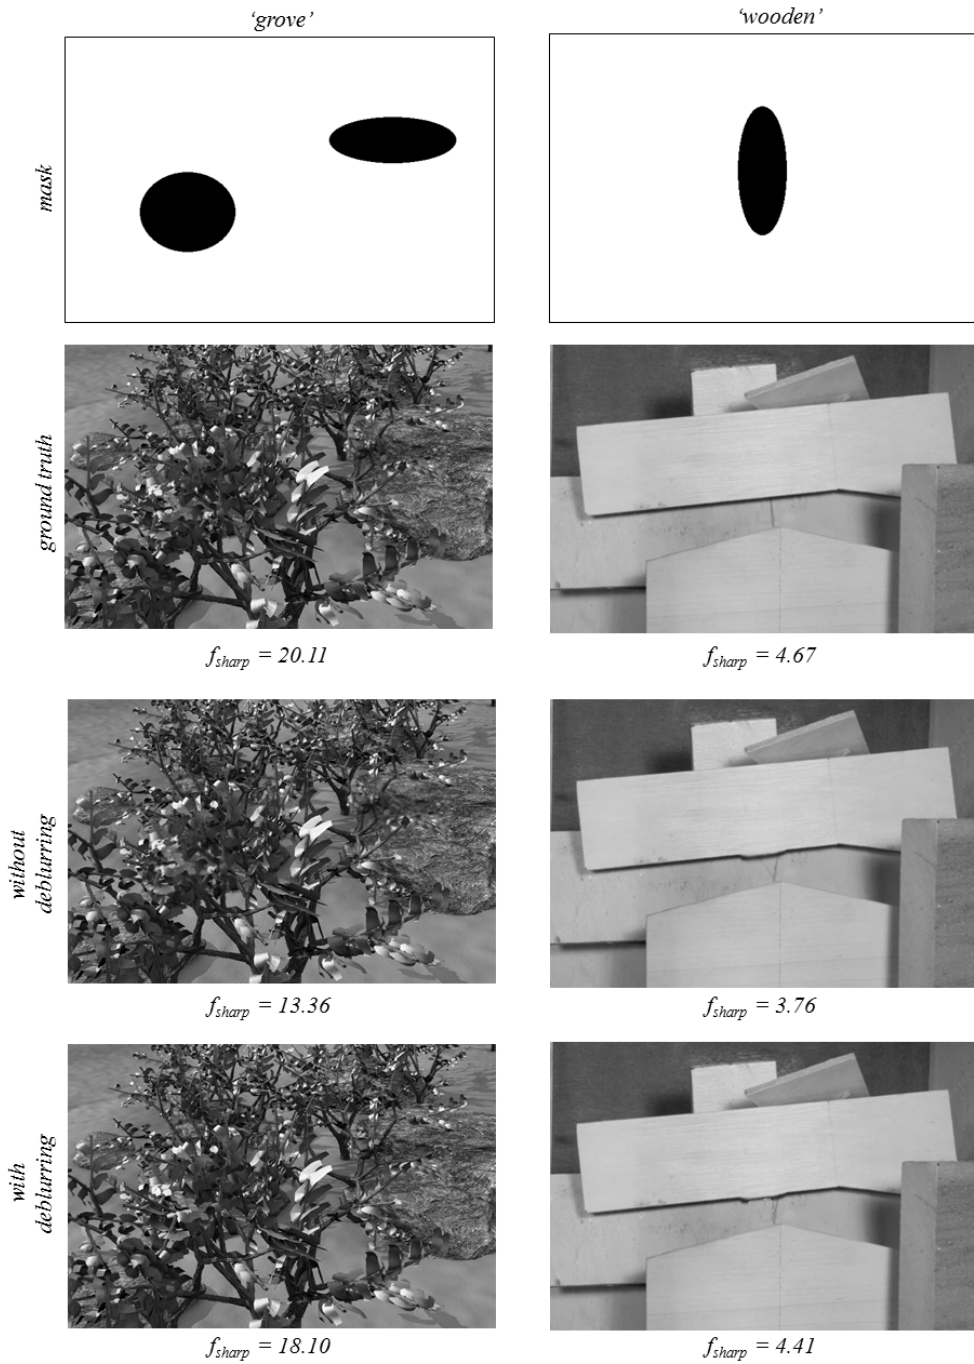 ‘grove’
‘wooden’
mask
ground truth
f_sharp = 20.11
f_sharp = 4.67
without
deblurring
f_sharp = 13.36
f_sharp = 3.76
with
deblurring
f_sharp = 18.10
f_sharp = 4.41